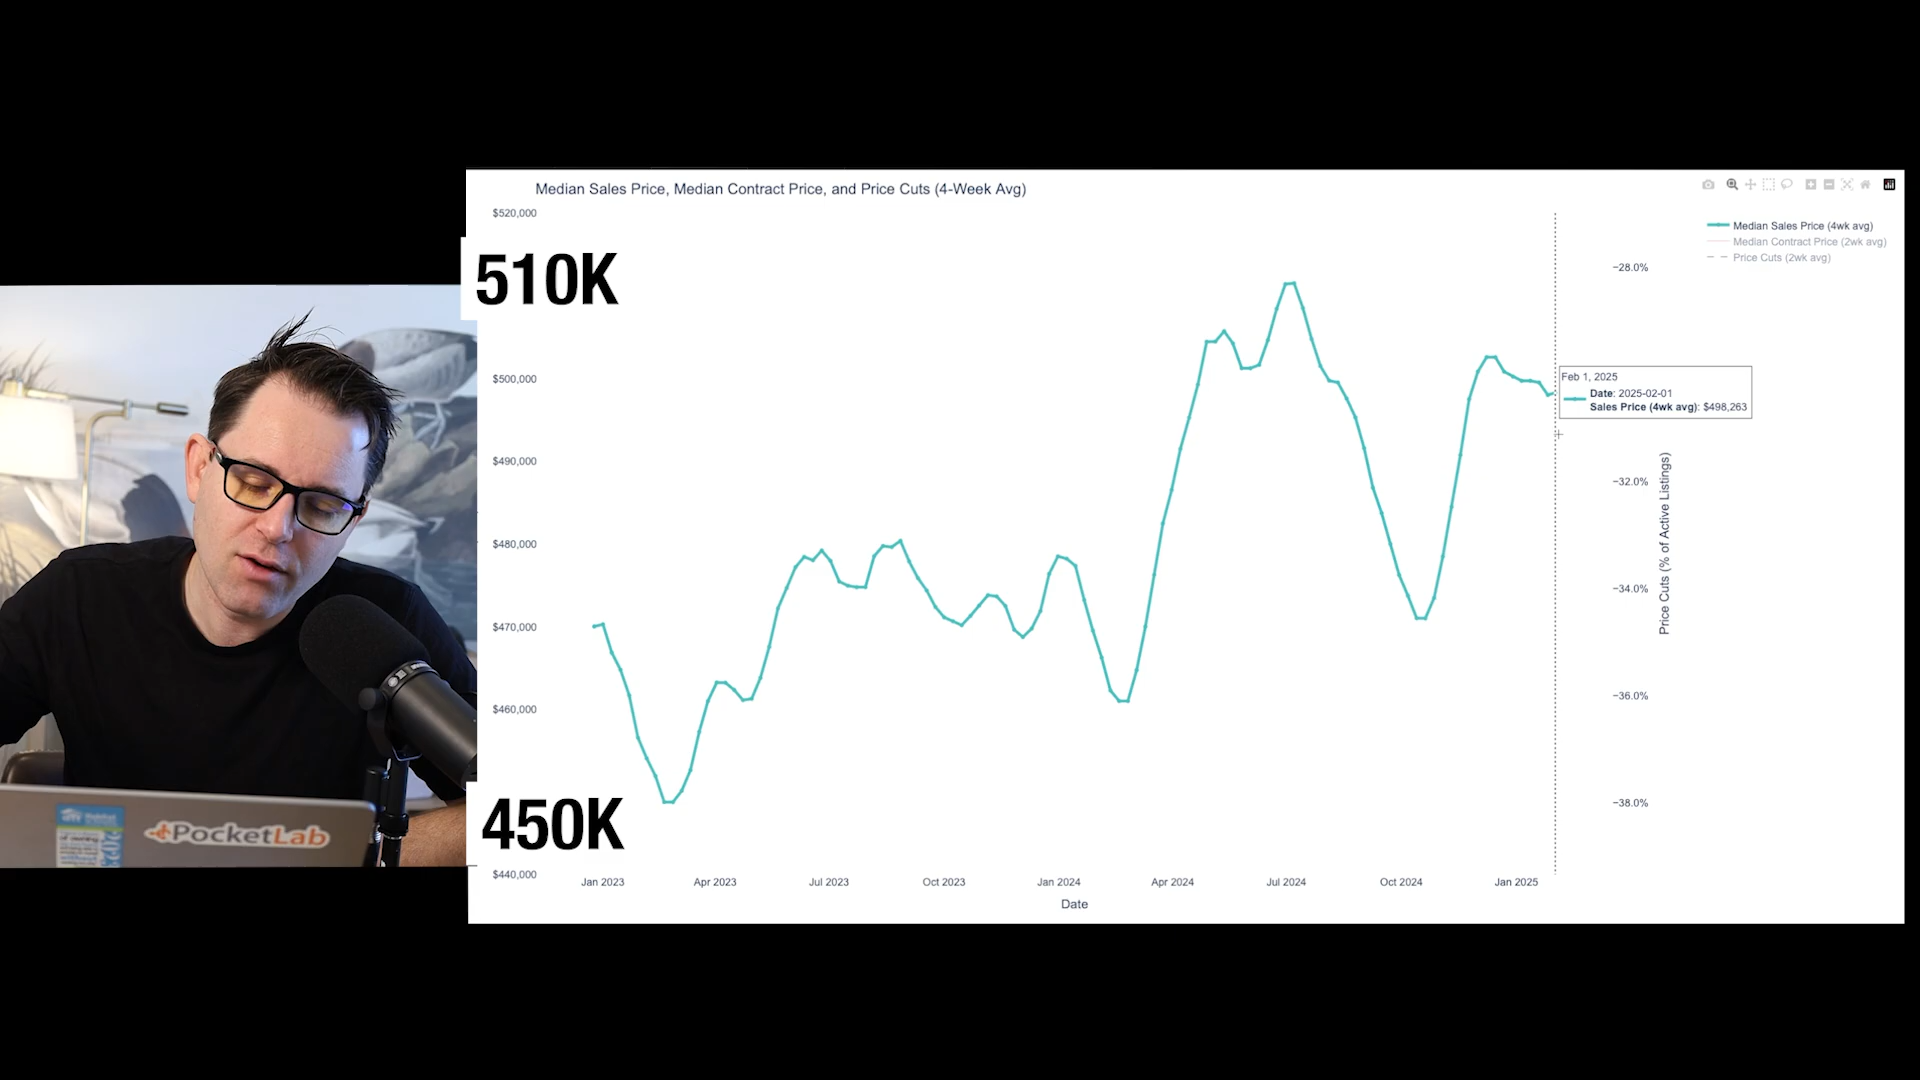 Median Sales Price, Median Contract Price, and Price Cuts (4-Week Avg)
$520,000
510K
$500,000
$490,000
$480,000
$470,000
$460,000
450K
$440,000
Jan 2023
Apr 2023
Jul 2023
Oct 2023
Jan 2024
Apr 2024
Jul 2024
Oct 2024
Jan 2025
Date
−28.0%
−32.0%
−34.0%
−36.0%
−38.0%
Price Cuts (% of Active Listings)
Median Sales Price (4wk avg)
Median Contract Price (2wk avg)
Price Cuts (2wk avg)
Feb 1, 2025
Date: 2025-02-01
Sales Price (4wk avg): $498,263
PocketLab